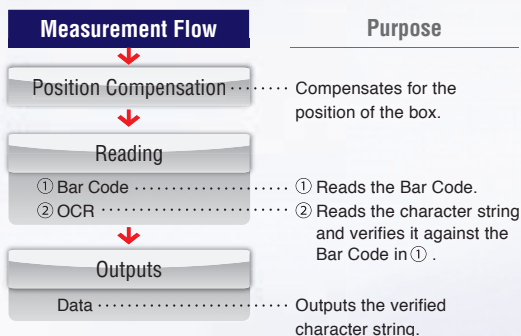 Measurement Flow
Purpose
Position Compensation ········ Compensates for the
position of the box.
Reading
① Bar Code ···················· ① Reads the Bar Code.
② OCR ························· ② Reads the character string
and verifies it against the
Bar Code in ① .
Outputs
Data ··························· Outputs the verified
character string.